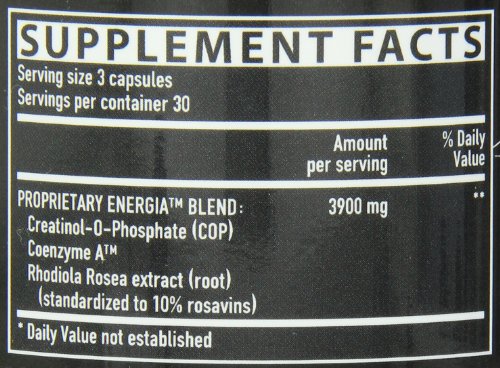 SUPPLEMENT FACTS
Serving size 3 capsules
Servings per container 30
Amount per serving
% Daily Value
PROPRIETARY ENERGIA™ BLEND: 3900 mg **
Creatinol-O-Phosphate (COP)
Coenzyme A™
Rhodiola Rosea extract (root)
(standardized to 10% rosavins)
* Daily Value not established